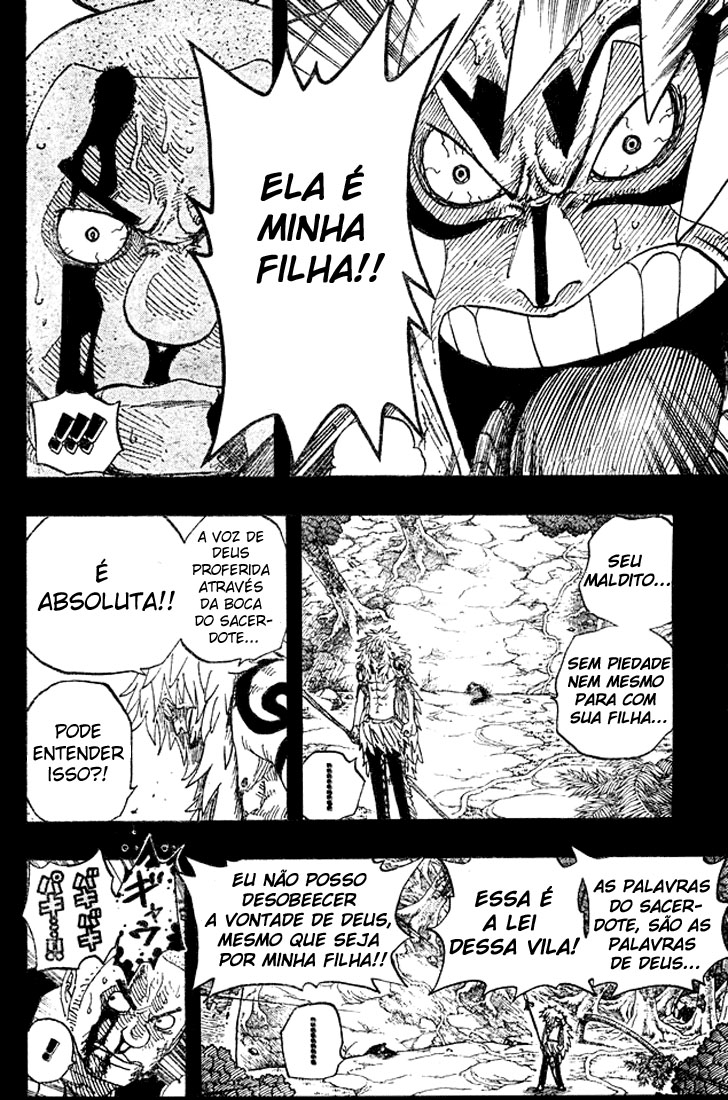 ELA É
MINHA
FILHA!!
!!!!
SEU
MALDITO...
SEM PIEDADE
NEM MESMO
PARA COM
SUA FILHA...
A VOZ DE
DEUS
PROFERIDA
ATRAVÉS
DA BOCA
DO SACER-
DOTE...
É
ABSOLUTA!!
PODE
ENTENDER
ISSO?!
AS PALAVRAS
DO SACER-
DOTE, SÃO AS
PALAVRAS
DE DEUS...
ESSA É
A LEI
DESSA VILA!
EU NÃO POSSO
DESOBEECER
A VONTADE DE DEUS,
MESMO QUE SEJA
POR MINHA FILHA!!
!!